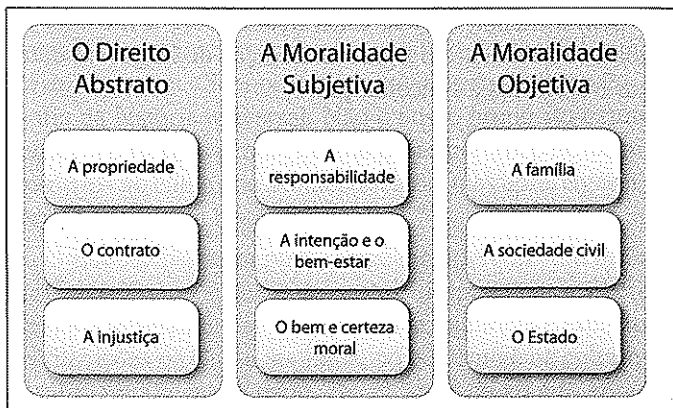 O Direito
Abstrato
A propriedade
O contrato
A injustiça
A Moralidade
Subjetiva
A
responsabilidade
A intenção e o
bem-estar
O bem e certeza
moral
A Moralidade
Objetiva
A família
A sociedade civil
O Estado